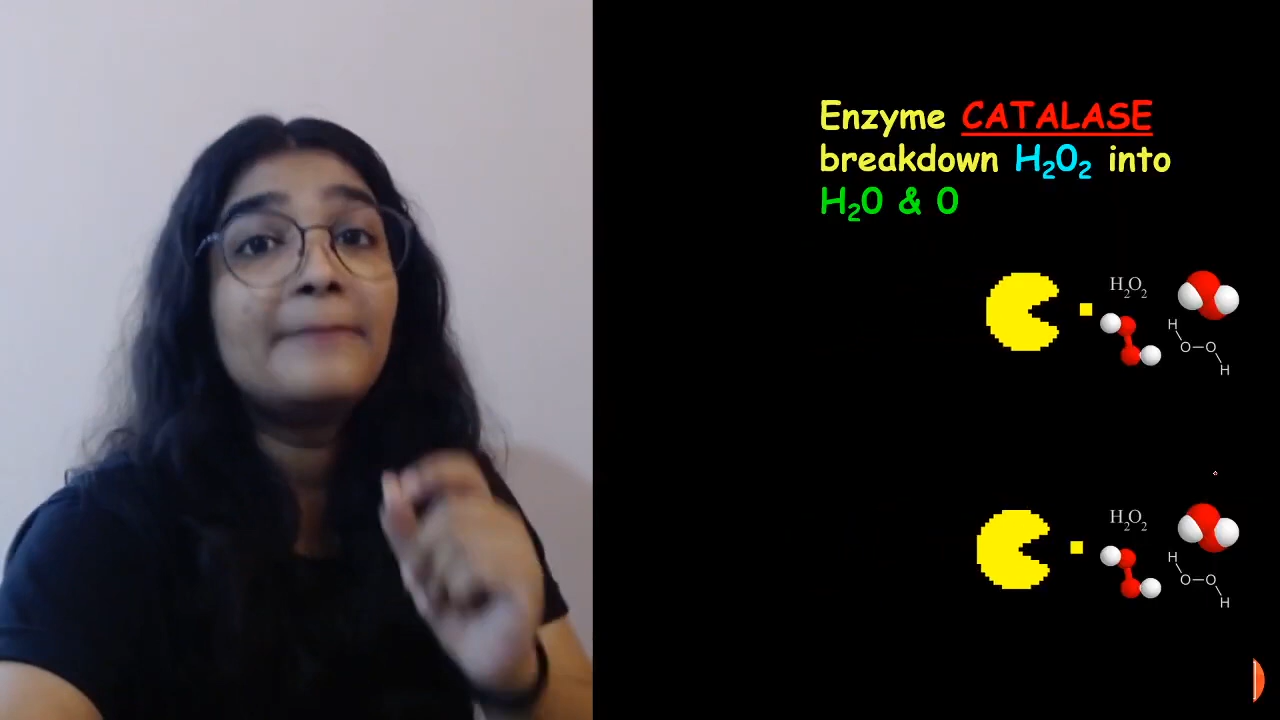 Enzyme CATALASE
breakdown H₂O₂ into
H₂O & O
H₂O₂
H
O–O
H
H₂O₂
H
O–O
H